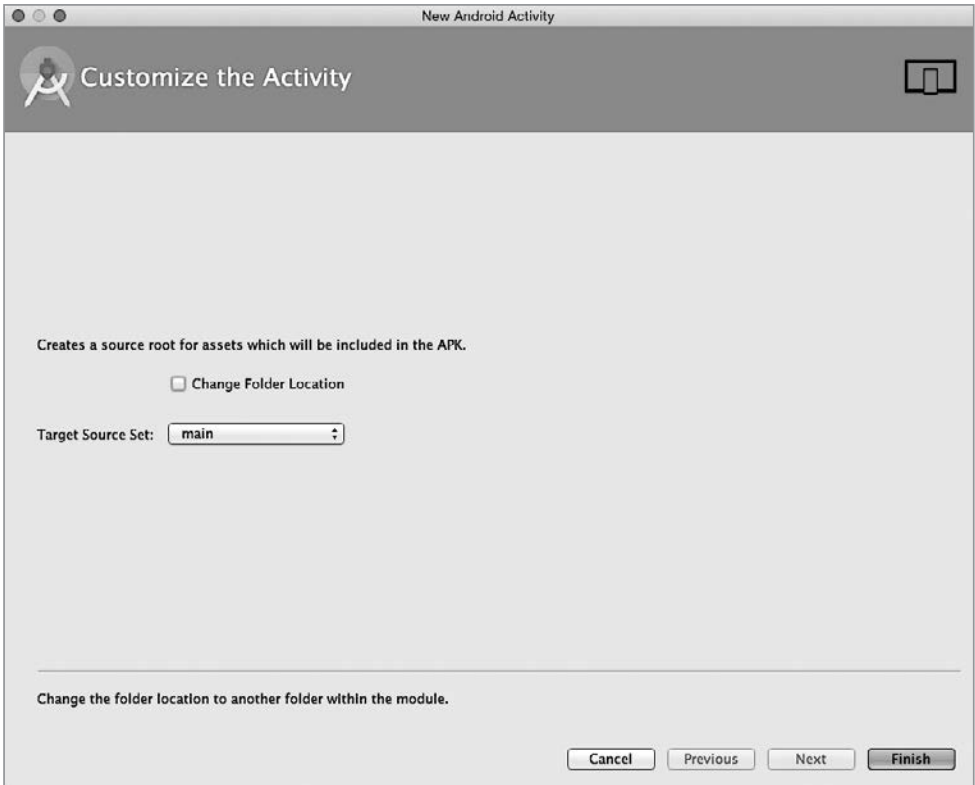 New Android Activity
Customize the Activity
Creates a source root for assets which will be included in the APK.
Change Folder Location
Target Source Set: main
Change the folder location to another folder within the module.
Cancel Previous Next Finish